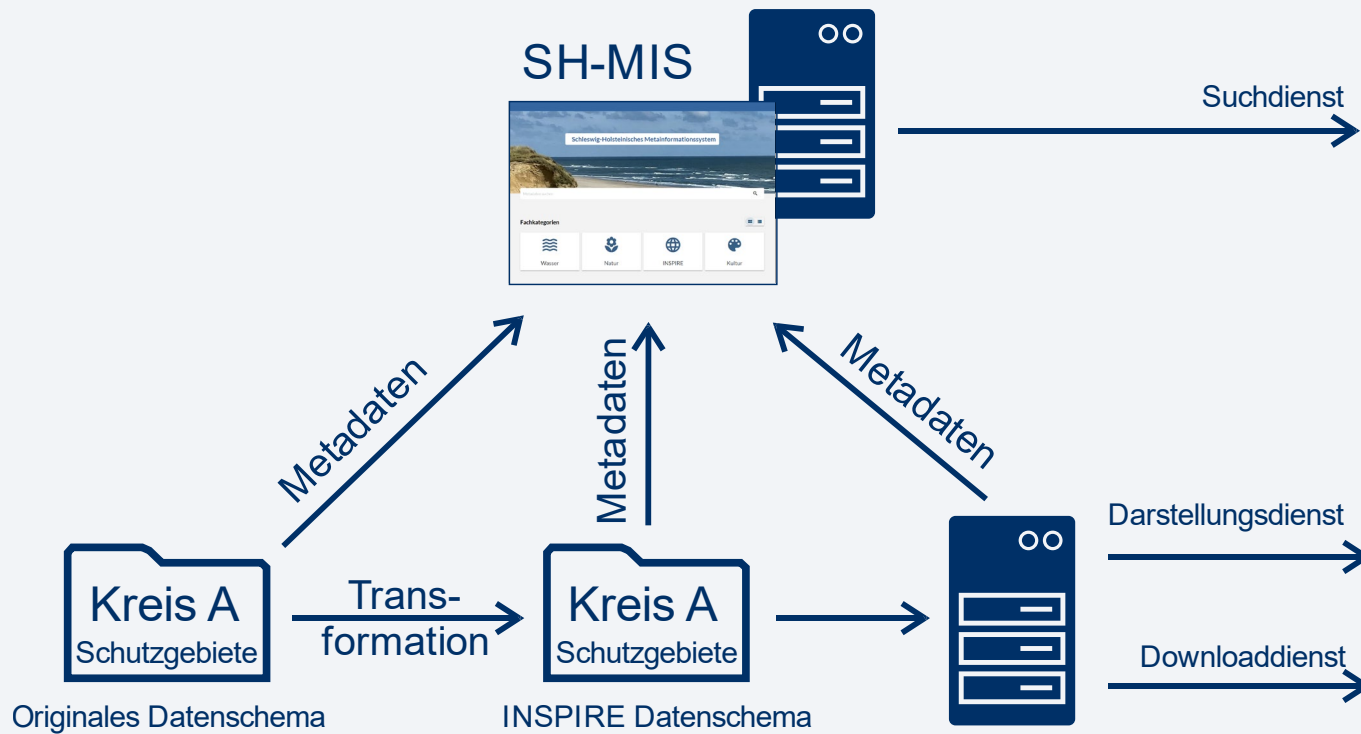 SH-MIS
Suchdienst
Schleswig-Holsteinisches Metainformationssystem
Fachkategorien
Wasser
Natur
INSPIRE
Kultur
Metadaten
Metadaten
Metadaten
Darstellungsdienst
Kreis A
Schutzgebiete
Trans-
formation
Kreis A
Schutzgebiete
Downloaddienst
Originales Datenschema
INSPIRE Datenschema